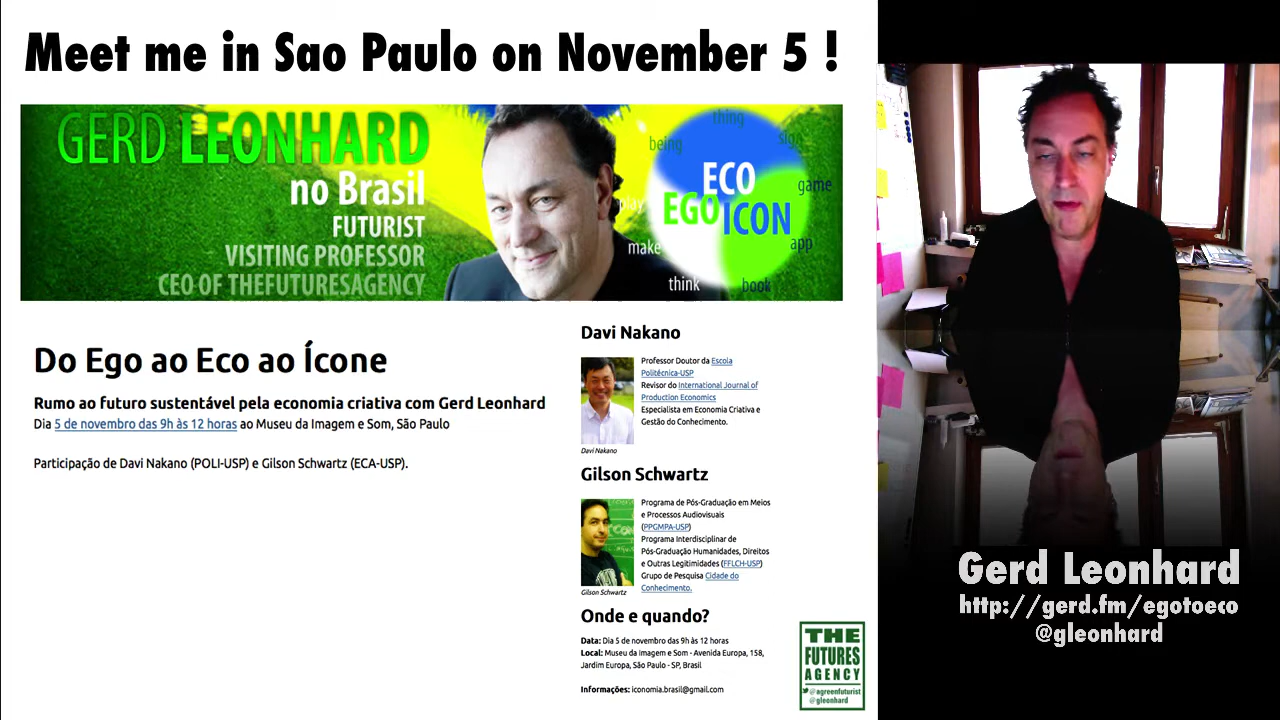 Meet me in Sao Paulo on November 5 !
GERD LEONHARD
no Brasil
FUTURIST
VISITING PROFESSOR
CEO OF THEFUTURESAGENCY
thing
being
sign
ECO
game
play
EGO
ICON
make
app
think
book
Do Ego ao Eco ao Ícone
Rumo ao futuro sustentável pela economia criativa com Gerd Leonhard
Dia 5 de novembro das 9h às 12 horas ao Museu da Imagem e Som, São Paulo
Participação de Davi Nakano (POLI-USP) e Gilson Schwartz (ECA-USP).
Davi Nakano
Professor Doutor da Escola
Politécnica-USP
Revisor do International Journal of
Production Economics
Especialista em Economia Criativa e
Gestão do Conhecimento.
Davi Nakano
Gilson Schwartz
Programa de Pós-Graduação em Meios
e Processos Audiovisuais
(PPGMPA-USP)
Programa Interdisciplinar de
Pós-Graduação Humanidades, Direitos
e Outras Legitimidades (FFLCH-USP)
Grupo de Pesquisa Cidade do
Conhecimento.
Gilson Schwartz
Onde e quando?
Data: Dia 5 de novembro das 9h às 12 horas
Local: Museu da Imagem e Som - Avenida Europa, 158,
Jardim Europa, São Paulo - SP, Brasil
Informações: iconomia.brasil@gmail.com
THE
FUTURES
AGENCY
@agreenfuturist
@gleonhard
Gerd Leonhard
http://gerd.fm/egotoeco
@gleonhard